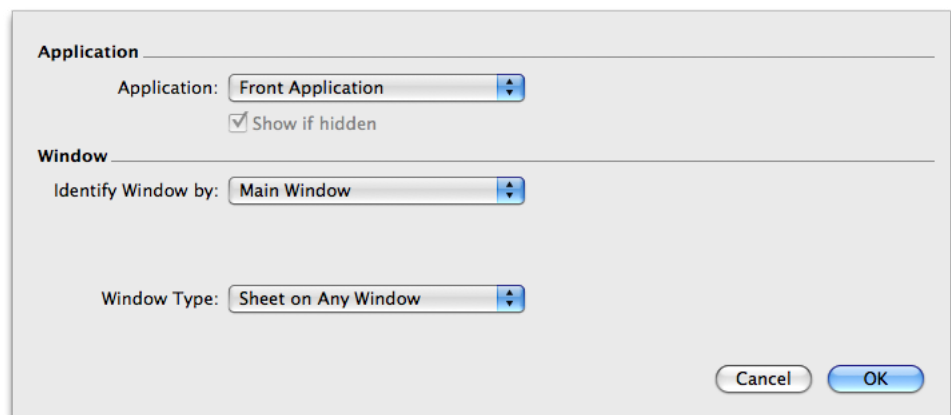 Application
Application: Front Application
Show if hidden
Window
Identify Window by: Main Window
Window Type: Sheet on Any Window
Cancel OK